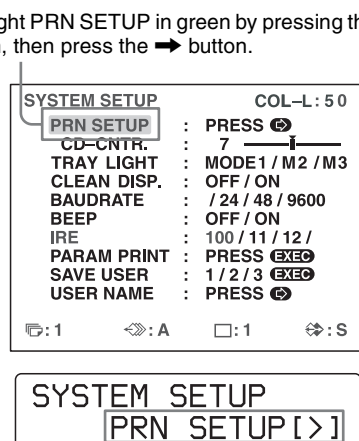 ght PRN SETUP in green by pressing th
, then press the ➡ button.
SYSTEM SETUP COL–L:50
PRN SETUP : PRESS
CD–CNTR. : 7
TRAY LIGHT : MODE1 / M2 / M3
CLEAN DISP. : OFF / ON
BAUDRATE : / 24 / 48 / 9600
BEEP : OFF / ON
IRE : 100 / 11 / 12 /
PARAM PRINT : PRESS EXEC
SAVE USER : 1 / 2 / 3 EXEC
USER NAME : PRESS
:1 :A :1 :S
SYSTEM SETUP
PRN SETUP[>]